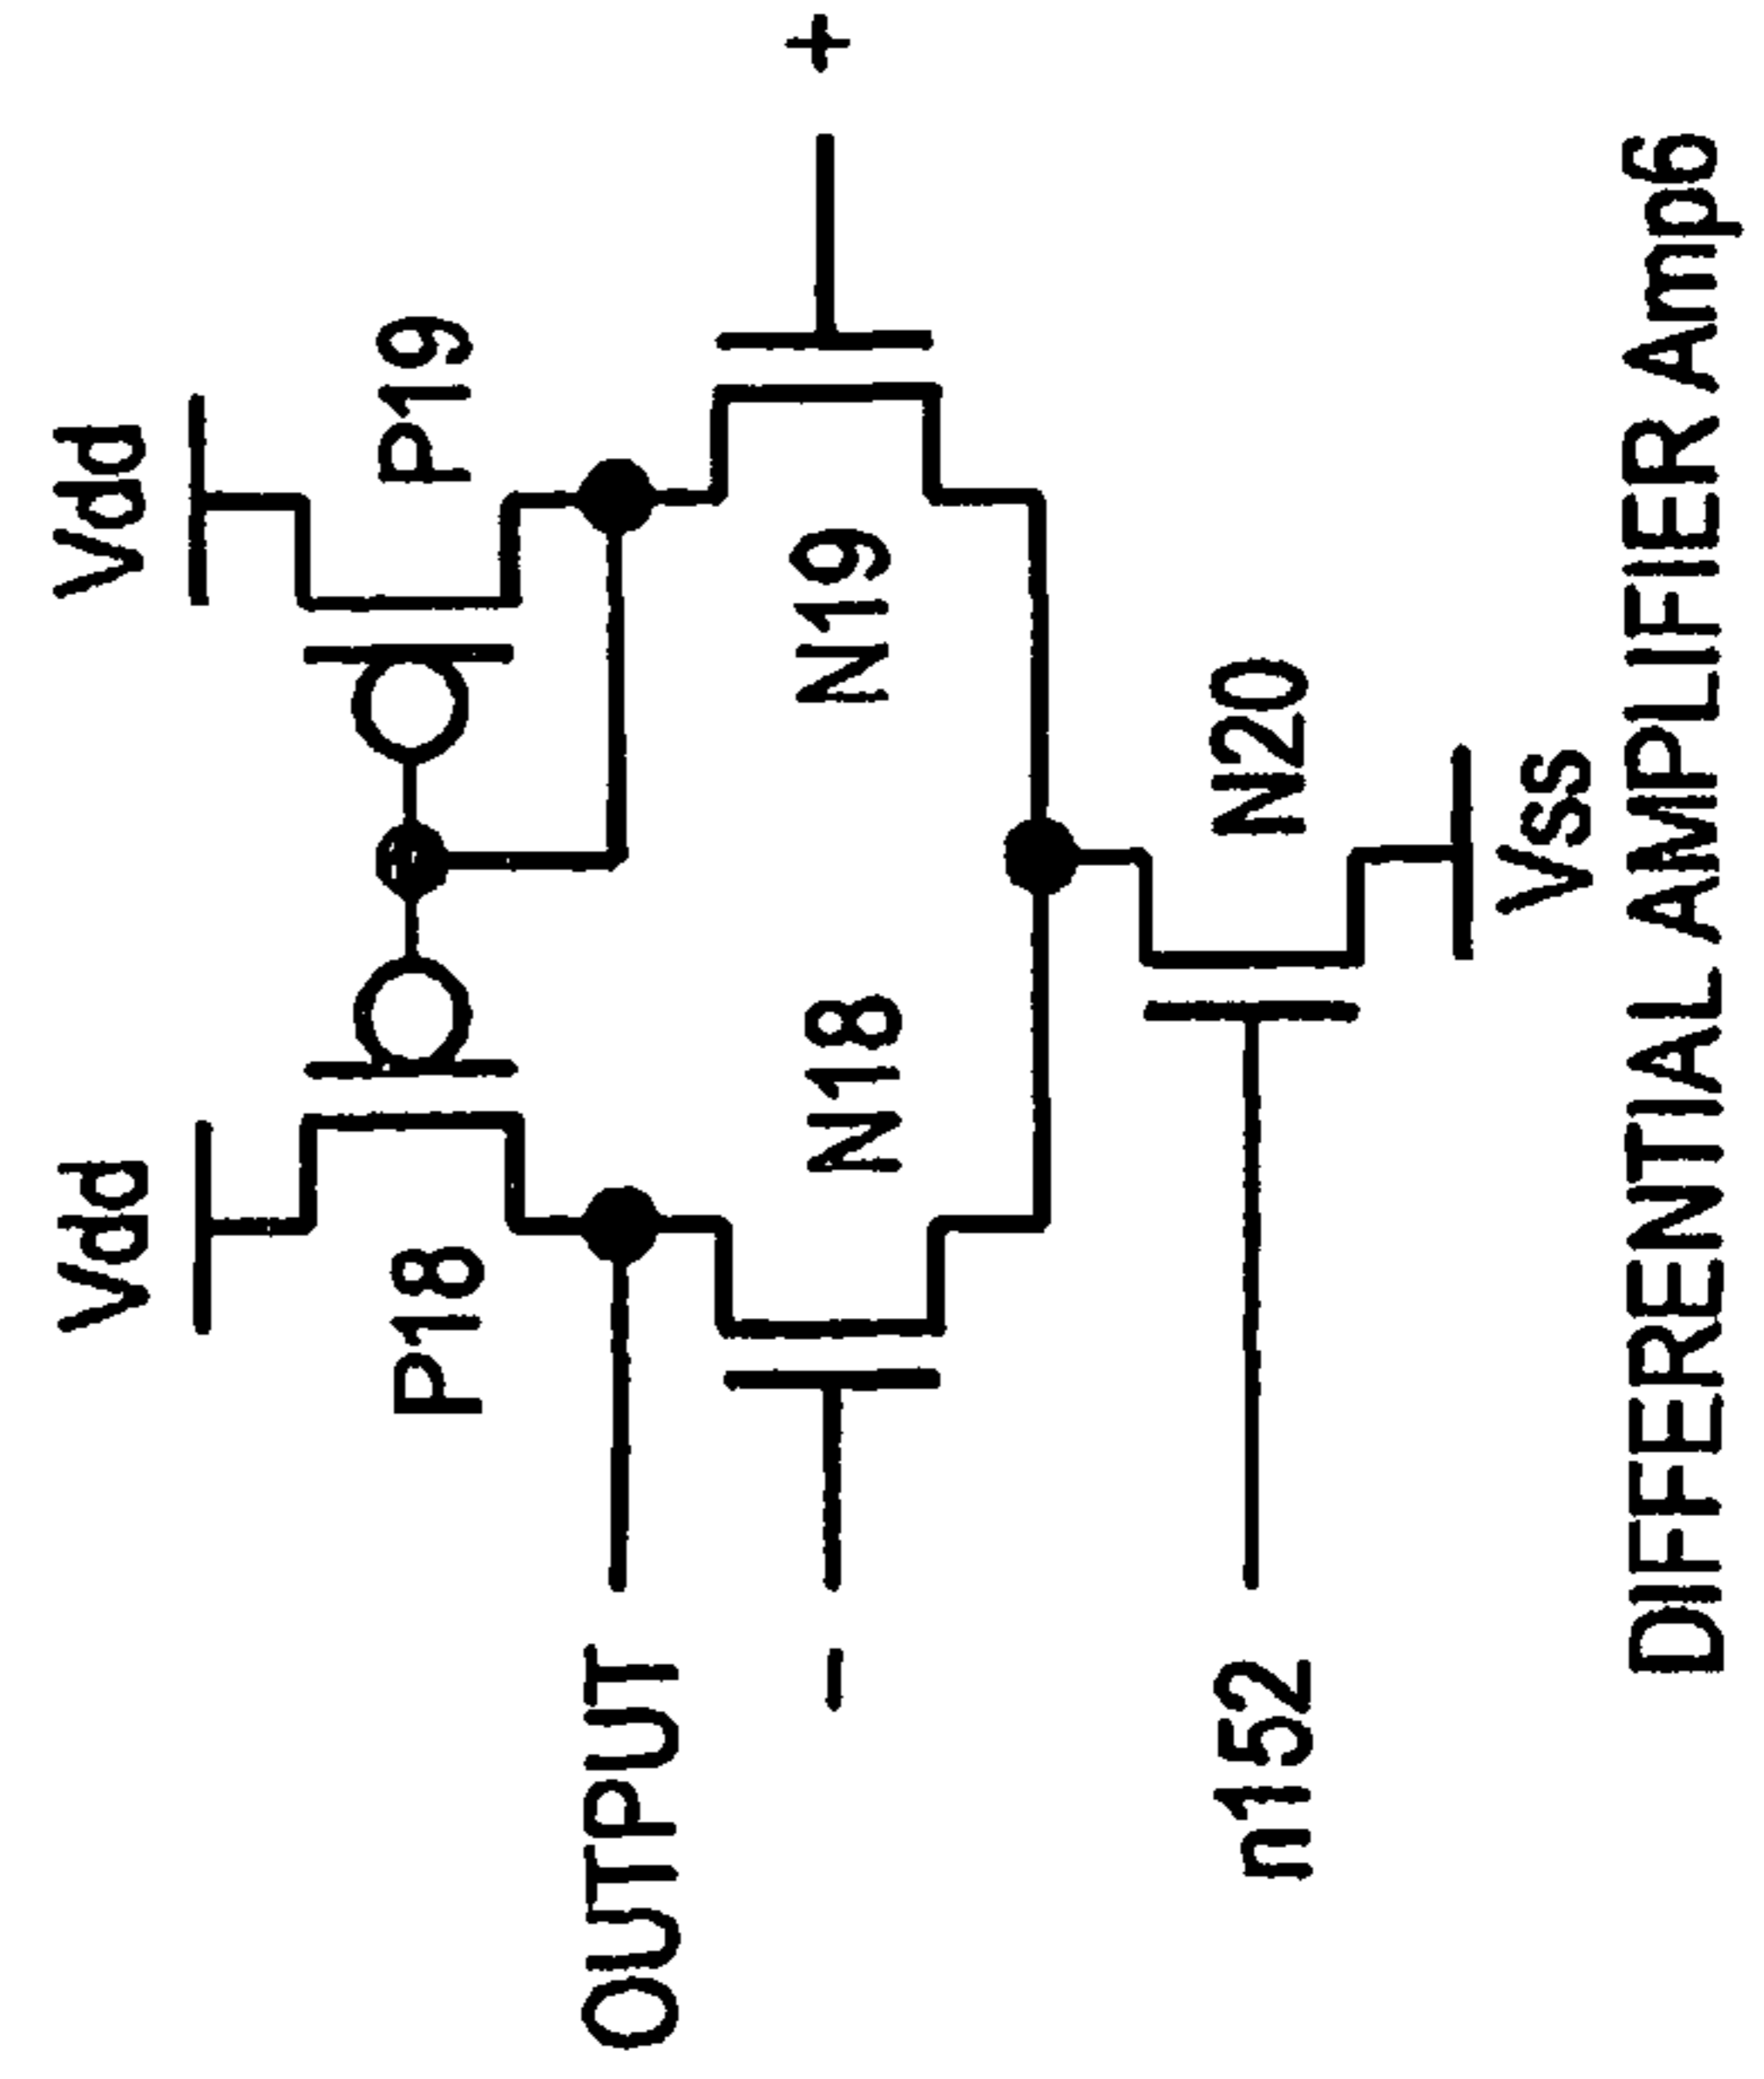 Vdd
Vdd
P18
P19
OUTPUT
N18
N19
-
+
n152
N20
Vss
DIFFERENTIAL AMPLIFIER Amp6